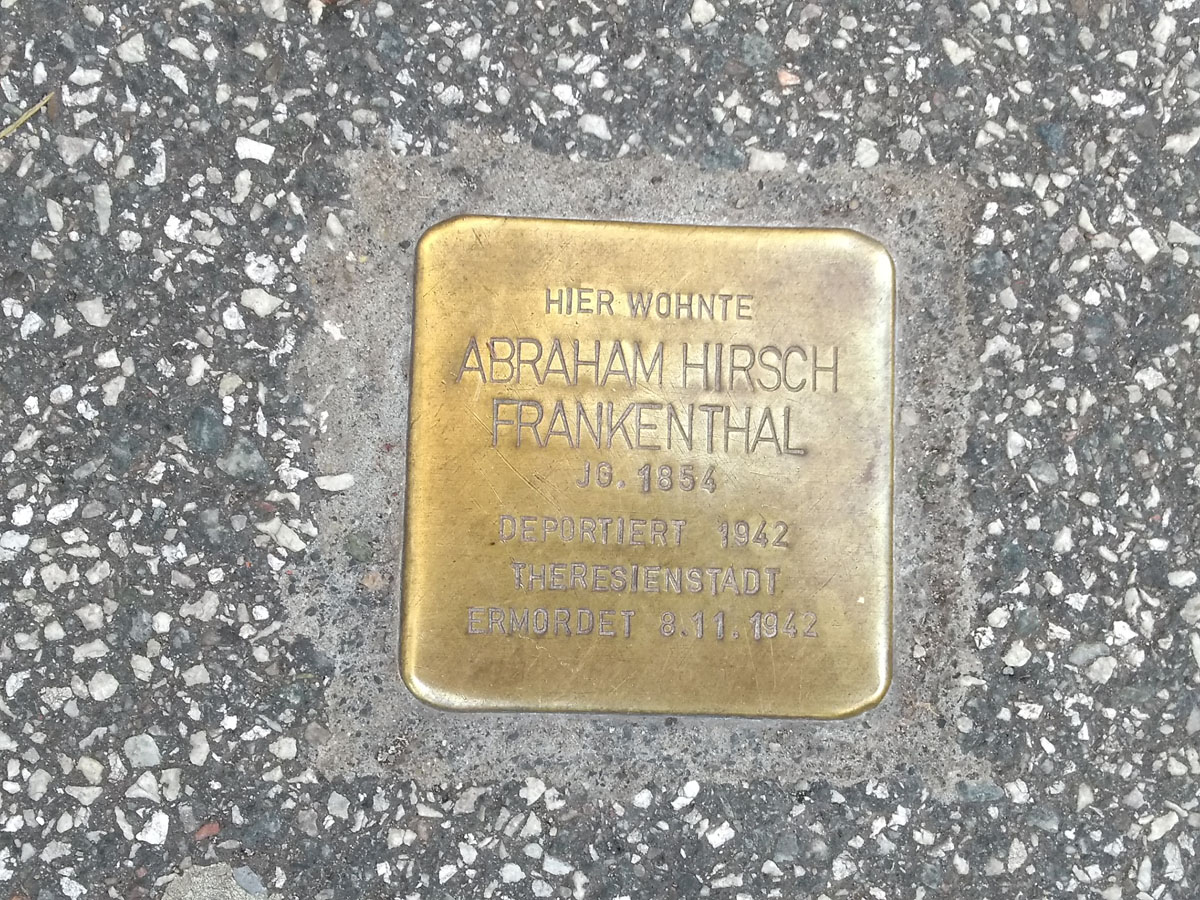 HIER WOHNTE
ABRAHAM HIRSCH
FRANKENTHAL
JG. 1854
DEPORTIERT 1942
THERESIENSTADT
ERMORDET 8.11.1942